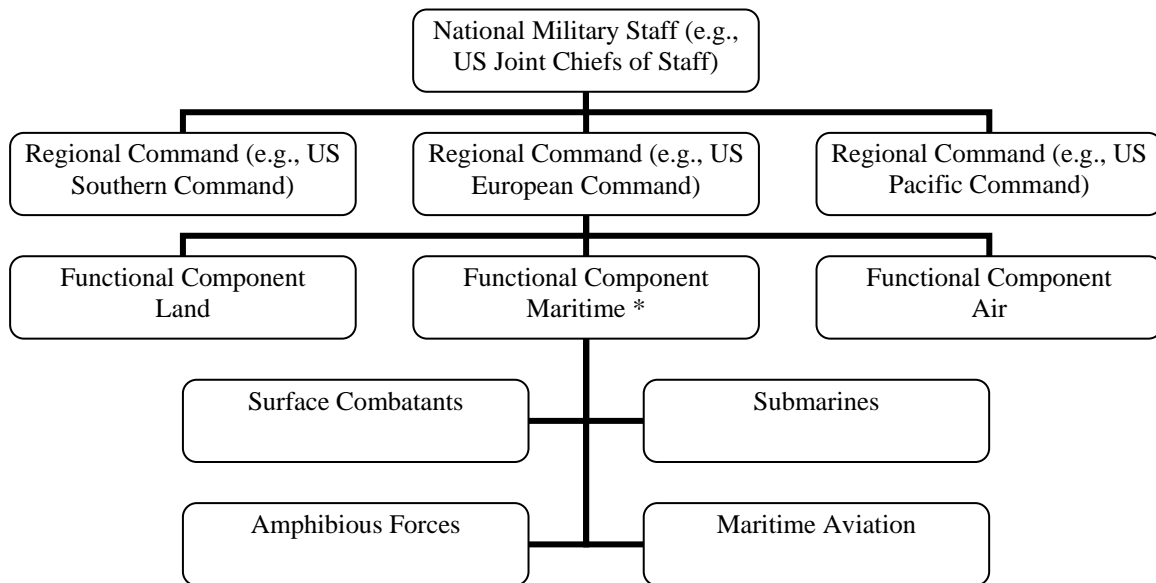 National Military Staff (e.g.,
US Joint Chiefs of Staff)
Regional Command (e.g., US
Southern Command)
Regional Command (e.g., US
European Command)
Regional Command (e.g., US
Pacific Command)
Functional Component
Land
Functional Component
Maritime *
Functional Component
Air
Surface Combatants
Submarines
Amphibious Forces
Maritime Aviation